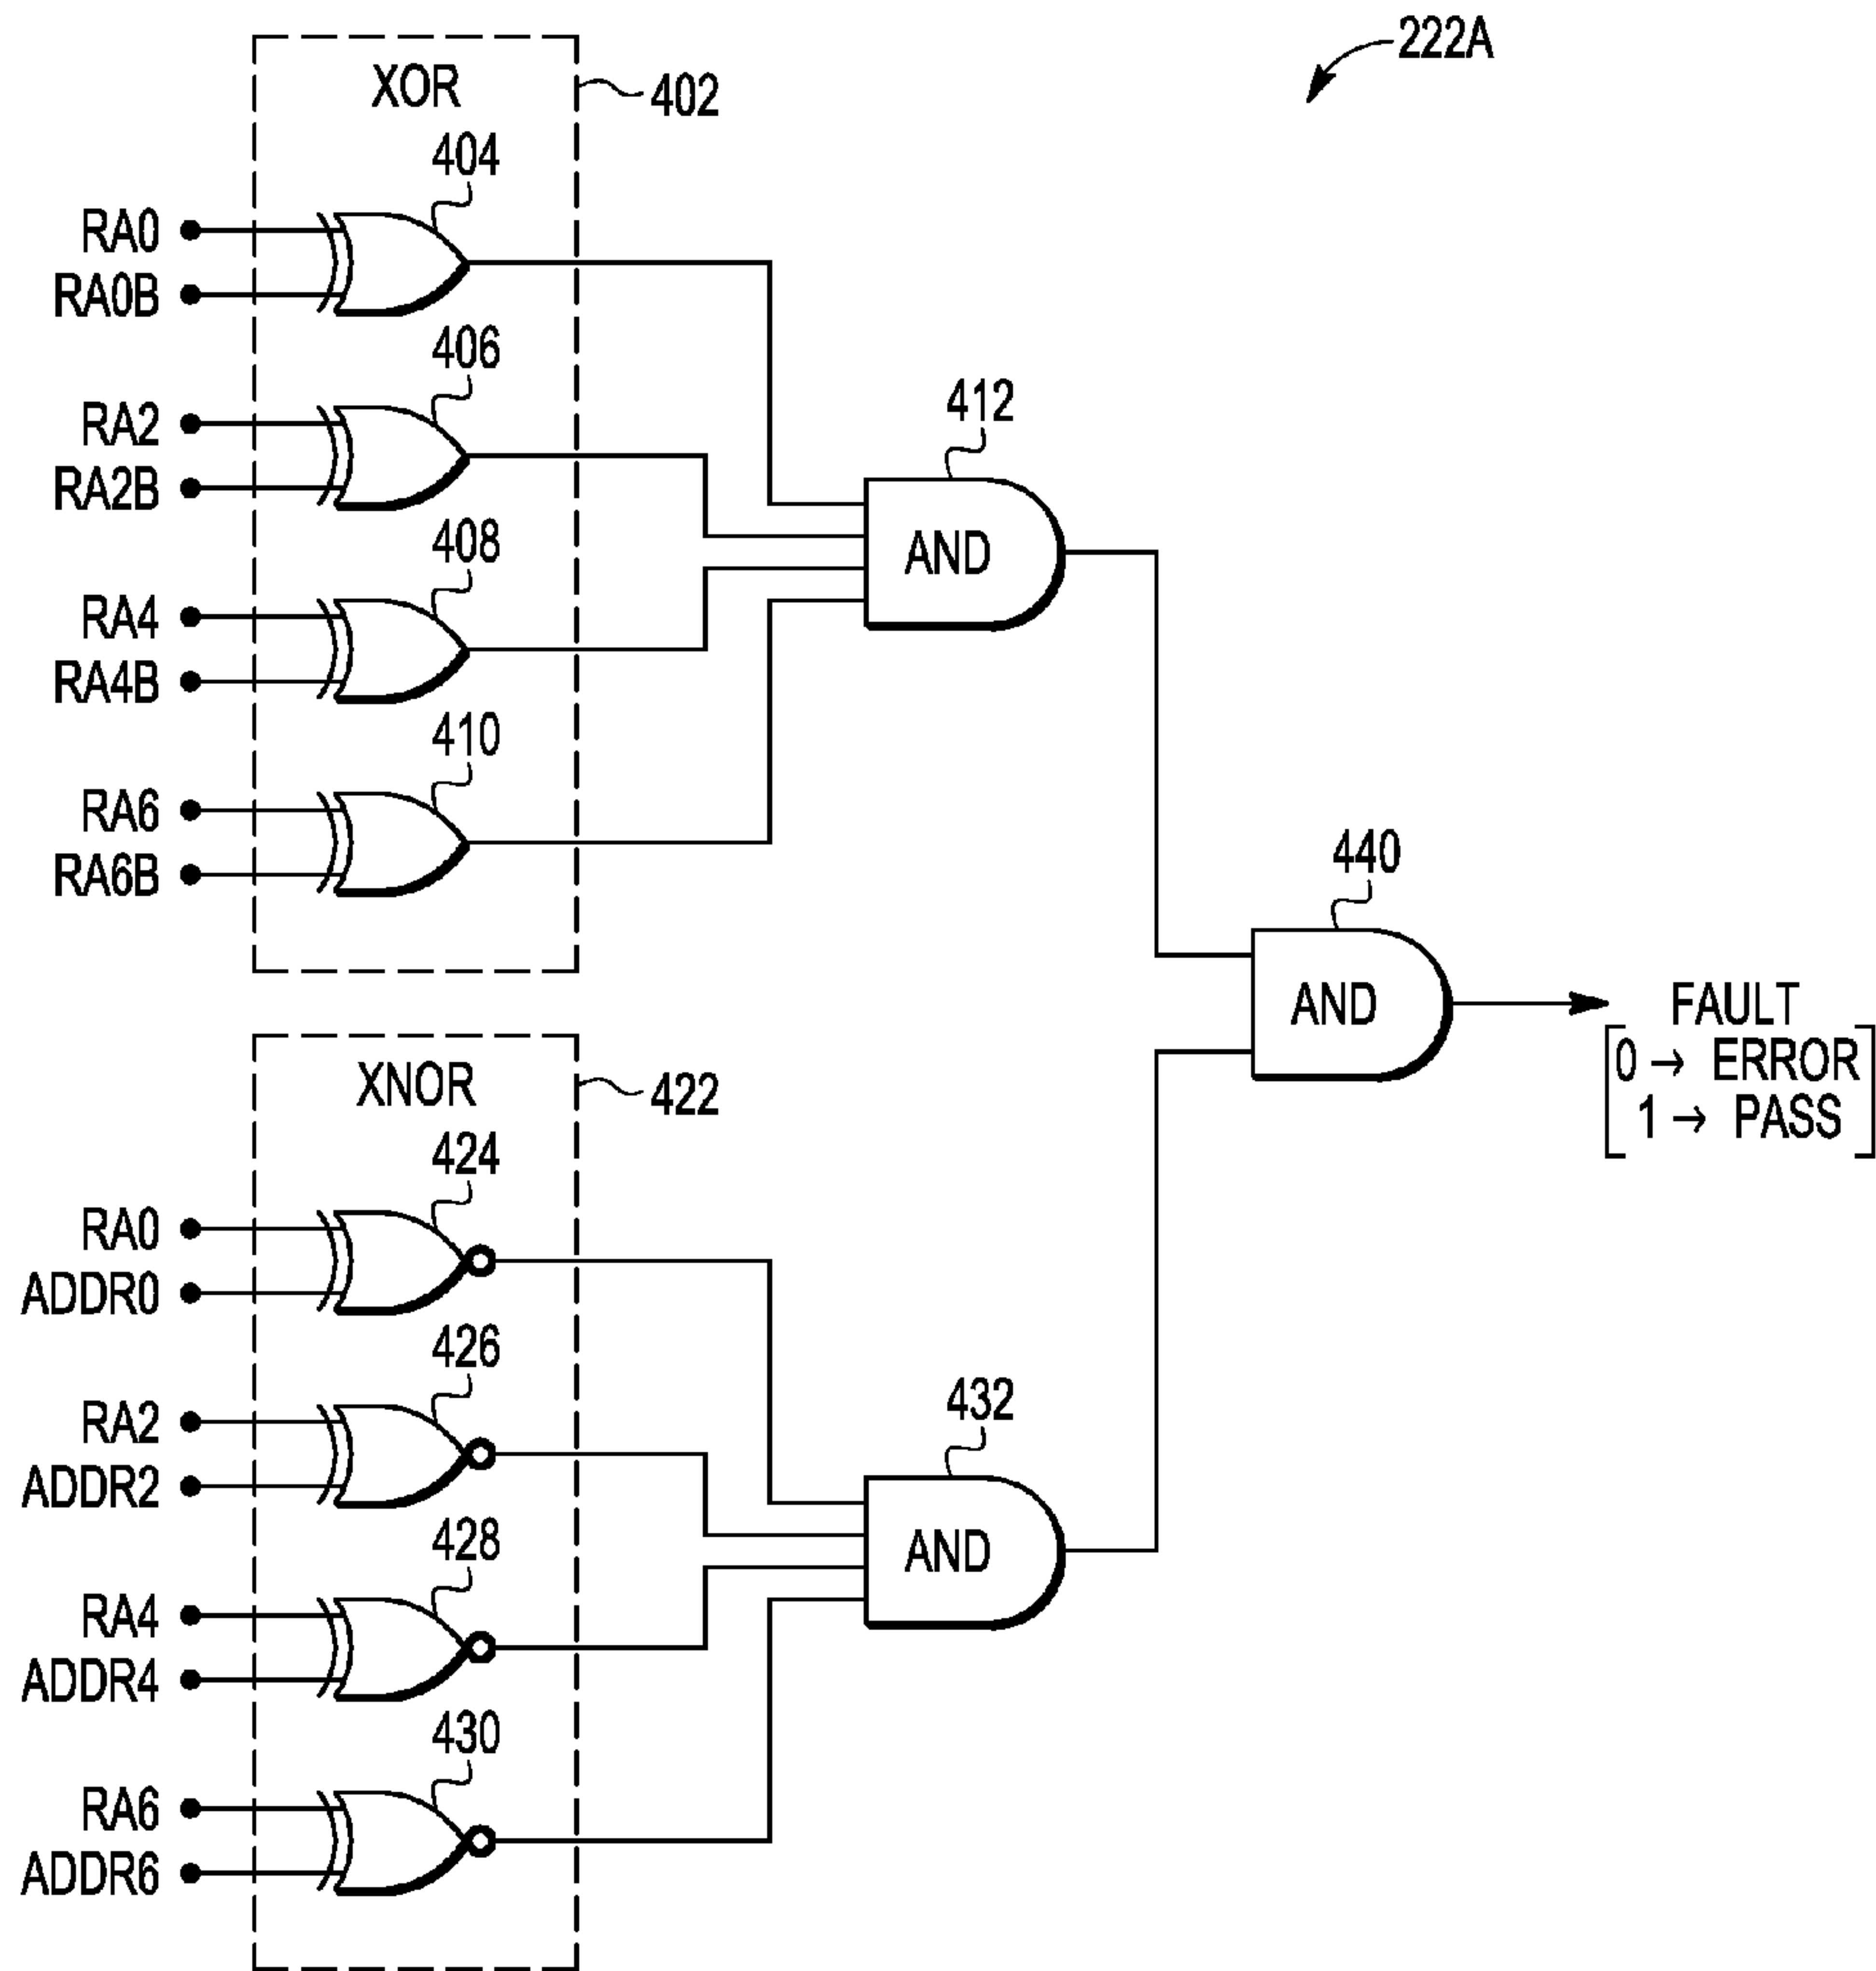 222A
XOR
402
404
RA0
RA0B
406
RA2
RA2B
412
408
AND
RA4
RA4B
410
RA6
RA6B
440
AND
FAULT
0 → ERROR
1 → PASS
XNOR
422
424
RA0
ADDR0
426
RA2
ADDR2
432
428
AND
RA4
ADDR4
430
RA6
ADDR6